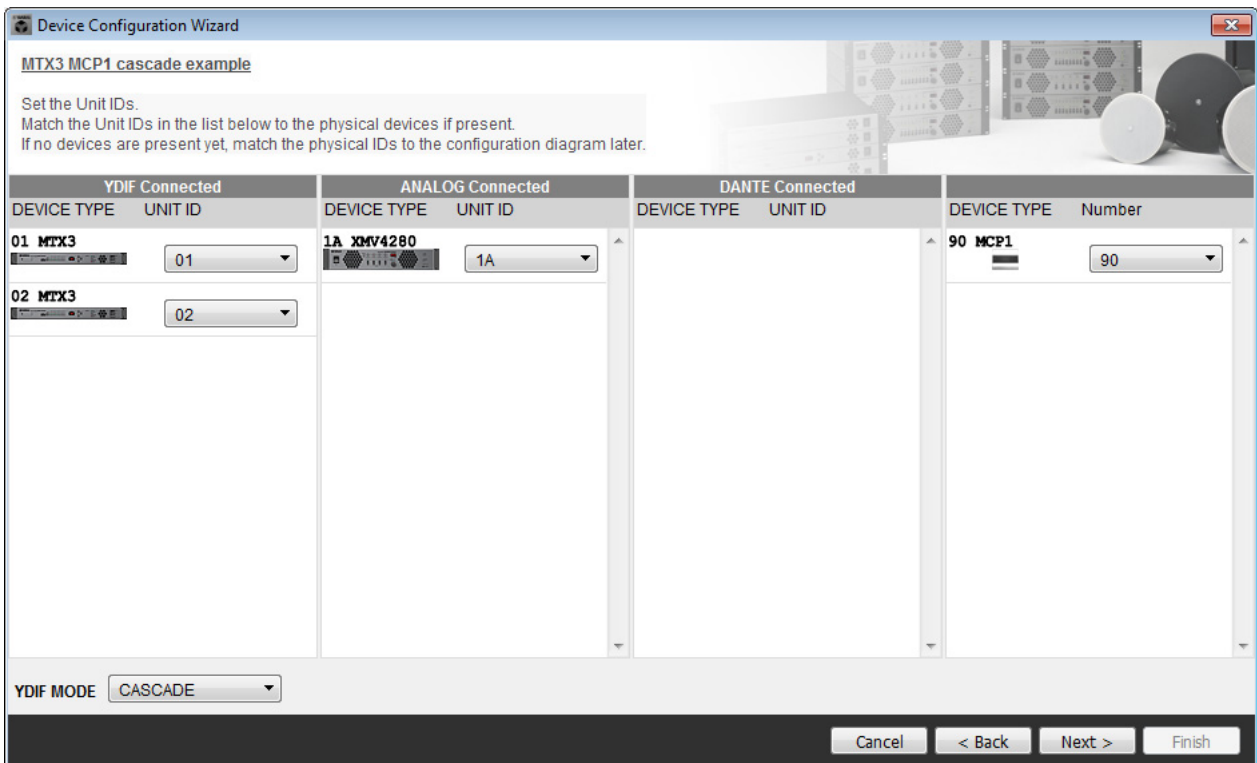 Device Configuration Wizard
MTX3 MCP1 cascade example
Set the Unit IDs.
Match the Unit IDs in the list below to the physical devices if present.
If no devices are present yet, match the physical IDs to the configuration diagram later.
YDIF Connected
ANALOG Connected
DANTE Connected
DEVICE TYPE UNIT ID
DEVICE TYPE UNIT ID
DEVICE TYPE UNIT ID
DEVICE TYPE Number
01 MTX3
01
1A XMV4280
1A
90 MCP1
90
02 MTX3
02
YDIF MODE CASCADE
Cancel
< Back
Next >
Finish